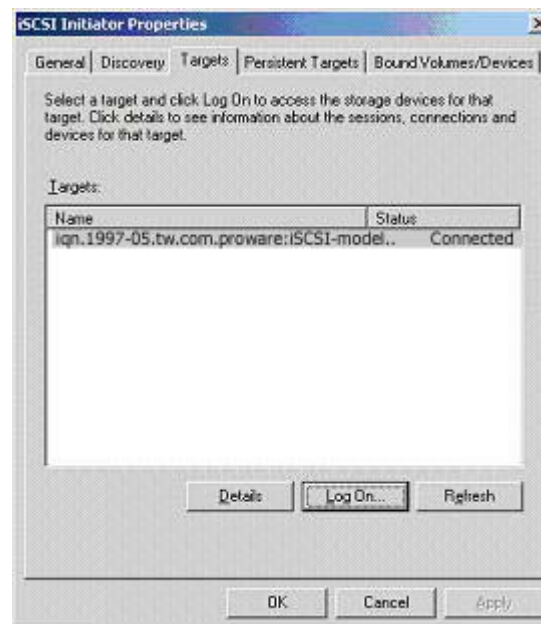 iSCSI Initiator Properties
General Discovery Targets Persistent Targets Bound Volumes/Devices
Select a target and click Log On to access the storage devices for that
target. Click details to see information about the sessions, connections and
devices for that target.
Targets:
Name Status
iqn.1997-05.tw.com.proware:iSCSI-model.. Connected
Details Log On... Refresh
OK Cancel Apply